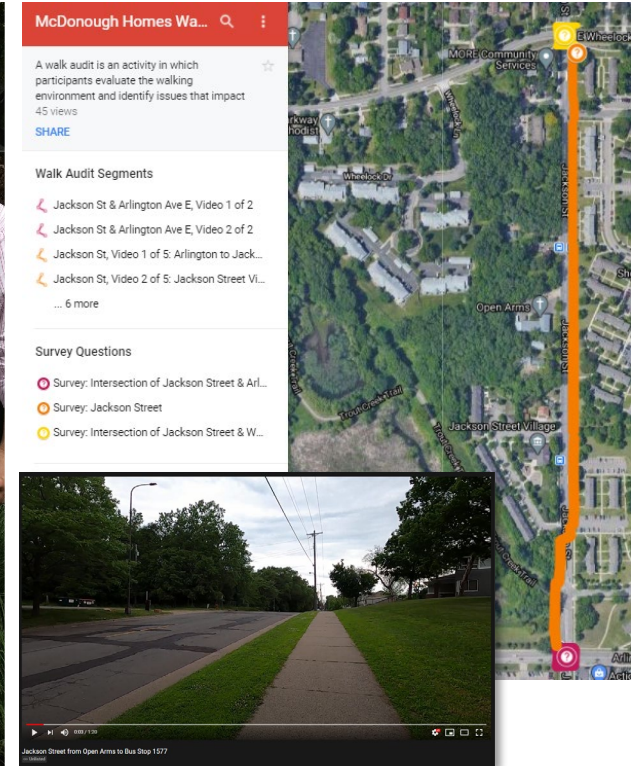 McDonough Homes Wa...
A walk audit is an activity in which
participants evaluate the walking
environment and identify issues that impact
45 views
SHARE
Walk Audit Segments
Jackson St & Arlington Ave E, Video 1 of 2
Jackson St & Arlington Ave E, Video 2 of 2
Jackson St, Video 1 of 5: Arlington to Jack...
Jackson St, Video 2 of 5: Jackson Street Vi...
... 6 more
Survey Questions
Survey: Intersection of Jackson Street & Arl...
Survey: Jackson Street
Survey: Intersection of Jackson Street & W...
E Wheelock
MORE Community
Services
Wheelock Ln
Wheelock Dr
Jackson St
Open Arms
Jackson St
Trout Creek Trail
Jackson Street Village
Jackson Street from Open Arms to Bus Stop 1577